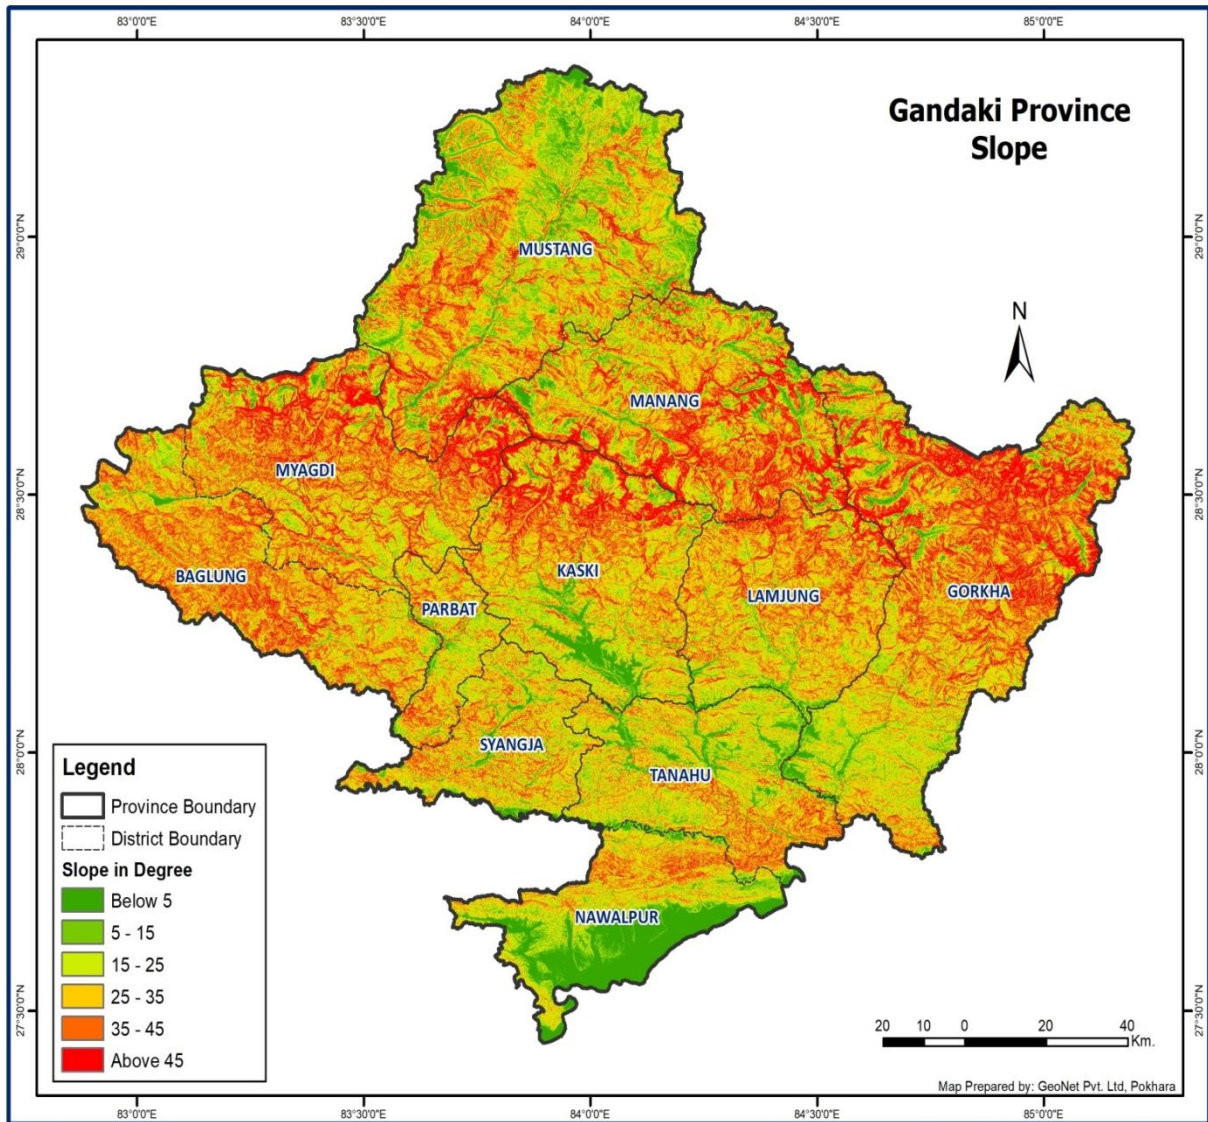 83°0'0"E 83°30'0"E 84°0'0"E 84°30'0"E 85°0'0"E
Gandaki Province
Slope
29°0'0"N 29°0'0"N
MUSTANG
N
MANANG
MYAGDI
28°30'0"N 28°30'0"N
BAGLUNG
KASKI
PARBAT
LAMJUNG
GORKHA
SYANGJA
28°0'0"N 28°0'0"N
TANAHU
NAWALPUR
27°30'0"N 27°30'0"N
Legend
Province Boundary
District Boundary
Slope in Degree
Below 5
5 - 15
15 - 25
25 - 35
35 - 45
Above 45
20 10 0 20 40
Km.
Map Prepared by: GeoNet Pvt. Ltd, Pokhara
83°0'0"E 83°30'0"E 84°0'0"E 84°30'0"E 85°0'0"E